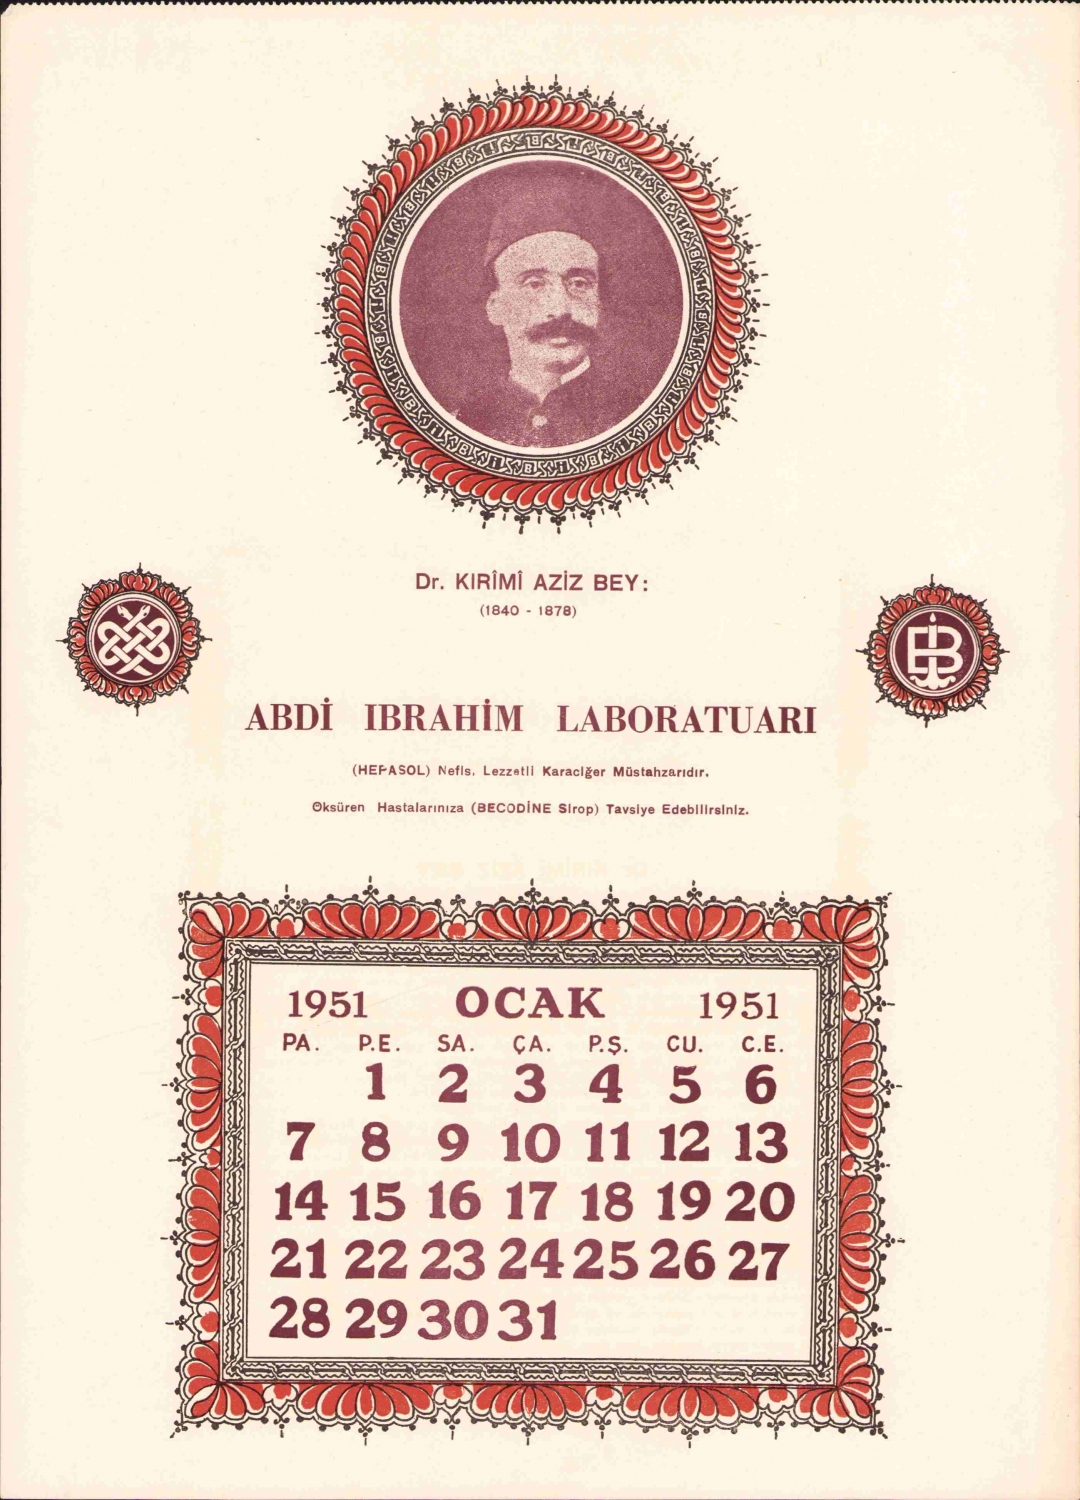 Dr. KIRÎMÎ AZİZ BEY:
(1840 - 1878)
ABDİ IBRAHİM LABORATUARI
(HEPASOL) Nefis, Lezzetli Karaciğer Müstahzarıdır.
Öksüren Hastalarınıza (BECODİNE Sirop) Tavsiye Edebilirsiniz.
1951 OCAK 1951
PA. P.E. SA. ÇA. P.Ş. CU. C.E.
1 2 3 4 5 6
7 8 9 10 11 12 13
14 15 16 17 18 19 20
21 22 23 24 25 26 27
28 29 30 31